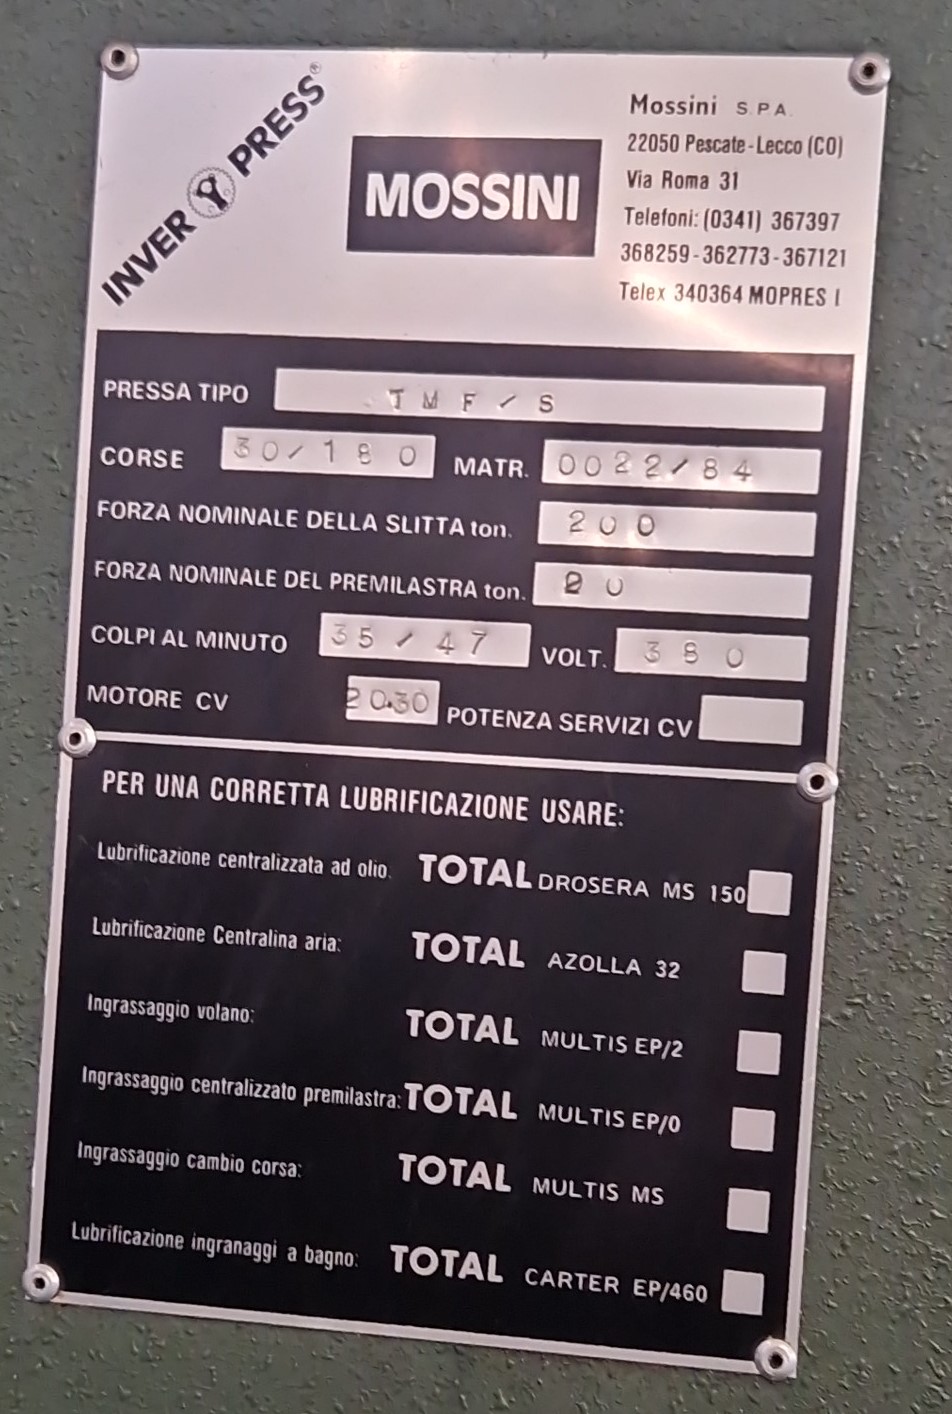 INVER PRESS®
MOSSINI
Mossini S.P.A.
22050 Pescate-Lecco (CO)
Via Roma 31
Telefoni: (0341) 367397
368259-362773-367121
Telex 340364 MOPRES I
PRESSA TIPO TMF/S
CORSE 30/180 MATR. 0022/84
FORZA NOMINALE DELLA SLITTA ton. 200
FORZA NOMINALE DEL PREMILASTRA ton. 20
COLPI AL MINUTO 35/47 VOLT. 380
MOTORE CV 20.30 POTENZA SERVIZI CV
PER UNA CORRETTA LUBRIFICAZIONE USARE:
Lubrificazione centralizzata ad olio. TOTAL DROSERA MS 150
Lubrificazione Centralina aria: TOTAL AZOLLA 32
Ingrassaggio volano: TOTAL MULTIS EP/2
Ingrassaggio centralizzato premilastra: TOTAL MULTIS EP/0
Ingrassaggio cambio corsa: TOTAL MULTIS MS
Lubrificazione ingranaggi a bagno: TOTAL CARTER EP/460